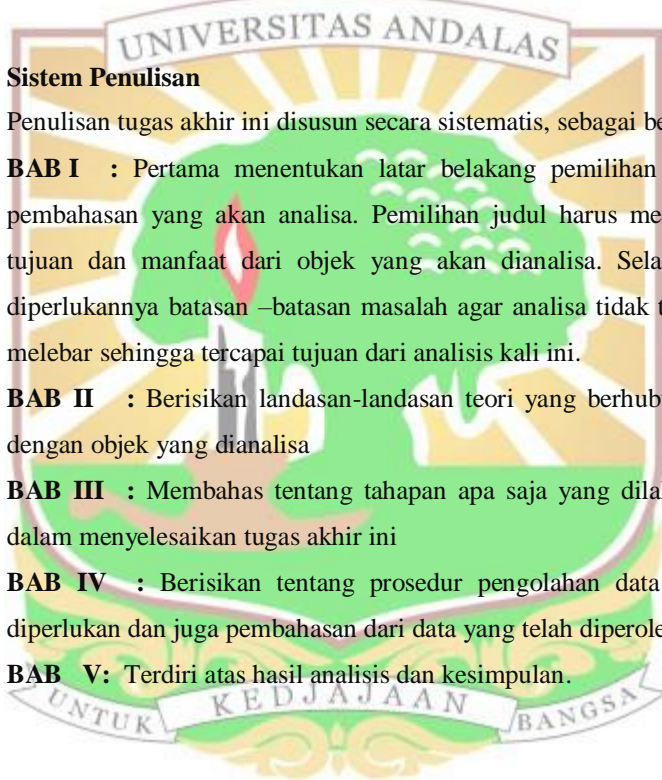 UNIVERSITAS ANDALAS
Sistem Penulisan
Penulisan tugas akhir ini disusun secara sistematis, sebagai be
BAB I : Pertama menentukan latar belakang pemilihan
pembahasan yang akan analisa. Pemilihan judul harus me
tujuan dan manfaat dari objek yang akan dianalisa. Sela
diperlukannya batasan –batasan masalah agar analisa tidak t
melebar sehingga tercapai tujuan dari analisis kali ini.
BAB II : Berisikan landasan-landasan teori yang berhub
dengan objek yang dianalisa
BAB III : Membahas tentang tahapan apa saja yang dila
dalam menyelesaikan tugas akhir ini
BAB IV : Berisikan tentang prosedur pengolahan data
diperlukan dan juga pembahasan dari data yang telah diperole
BAB V: Terdiri atas hasil analisis dan kesimpulan.
UNTUK KEDJAJAAN BANGSA